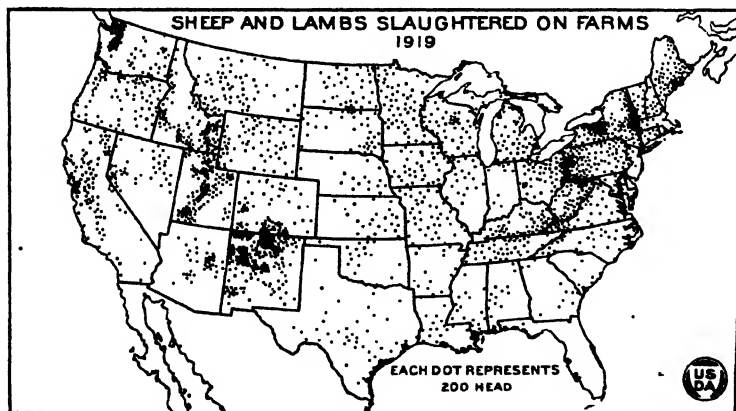 SHEEP AND LAMBS SLAUGHTERED ON FARMS
1919
EACH DOT REPRESENTS
200 HEAD
US
DA